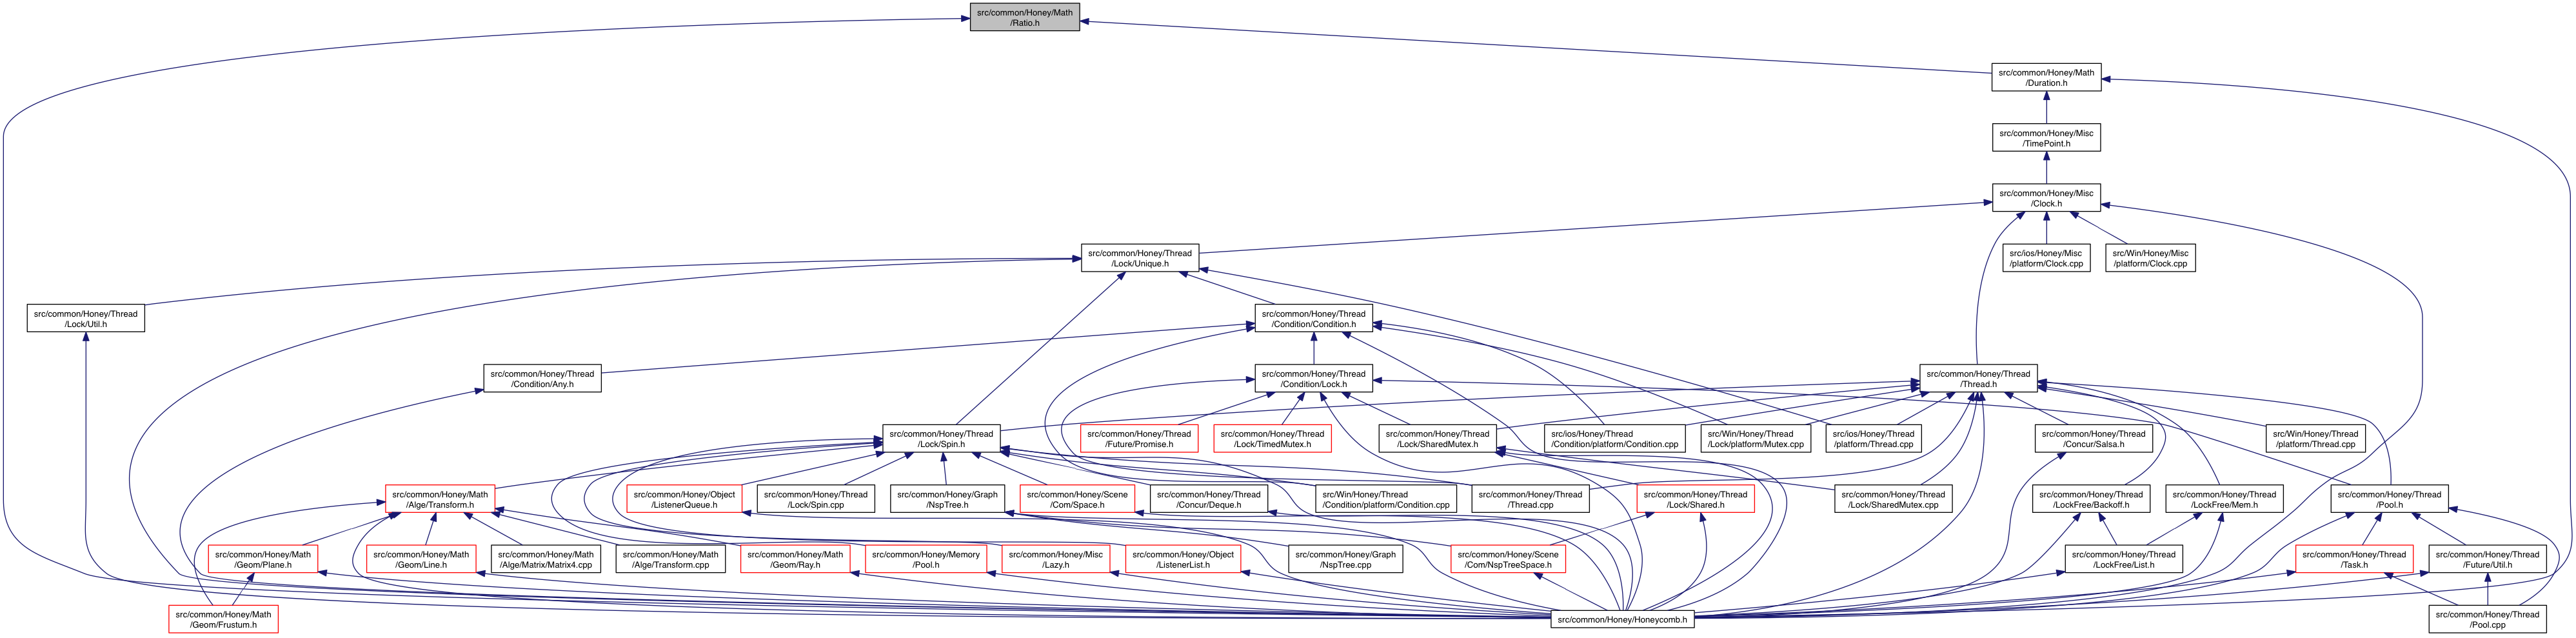 src/common/Honey/Math
/Ratio.h
src/common/Honey/Math
/Duration.h
src/common/Honey/Misc
/TimePoint.h
src/common/Honey/Misc
/Clock.h
src/common/Honey/Thread
/Lock/Unique.h
src/ios/Honey/Misc
/platform/Clock.cpp
src/Win/Honey/Misc
/platform/Clock.cpp
src/common/Honey/Thread
/Lock/Util.h
src/common/Honey/Thread
/Condition/Condition.h
src/common/Honey/Thread
/Condition/Any.h
src/common/Honey/Thread
/Condition/Lock.h
src/common/Honey/Thread
/Thread.h
src/common/Honey/Thread
/Lock/Spin.h
src/common/Honey/Thread
/Future/Promise.h
src/common/Honey/Thread
/Lock/TimedMutex.h
src/common/Honey/Thread
/Lock/SharedMutex.h
src/ios/Honey/Thread
/Condition/platform/Condition.cpp
src/Win/Honey/Thread
/Lock/platform/Mutex.cpp
src/ios/Honey/Thread
/platform/Thread.cpp
src/common/Honey/Thread
/Concur/Salsa.h
src/Win/Honey/Thread
/platform/Thread.cpp
src/common/Honey/Math
/Alge/Transform.h
src/common/Honey/Object
/ListenerQueue.h
src/common/Honey/Thread
/Lock/Spin.cpp
src/common/Honey/Graph
/NspTree.h
src/common/Honey/Scene
/Com/Space.h
src/common/Honey/Thread
/Concur/Deque.h
src/Win/Honey/Thread
/Condition/platform/Condition.cpp
src/common/Honey/Thread
/Thread.cpp
src/common/Honey/Thread
/Lock/Shared.h
src/common/Honey/Thread
/Lock/SharedMutex.cpp
src/common/Honey/Thread
/LockFree/Backoff.h
src/common/Honey/Thread
/LockFree/Mem.h
src/common/Honey/Thread
/Pool.h
src/common/Honey/Math
/Geom/Plane.h
src/common/Honey/Math
/Geom/Line.h
src/common/Honey/Math
/Alge/Matrix/Matrix4.cpp
src/common/Honey/Math
/Alge/Transform.cpp
src/common/Honey/Math
/Geom/Ray.h
src/common/Honey/Memory
/Pool.h
src/common/Honey/Misc
/Lazy.h
src/common/Honey/Object
/ListenerList.h
src/common/Honey/Graph
/NspTree.cpp
src/common/Honey/Scene
/Com/NspTreeSpace.h
src/common/Honey/Thread
/LockFree/List.h
src/common/Honey/Thread
/Task.h
src/common/Honey/Thread
/Future/Util.h
src/common/Honey/Math
/Geom/Frustum.h
src/common/Honey/Honeycomb.h
src/common/Honey/Thread
/Pool.cpp